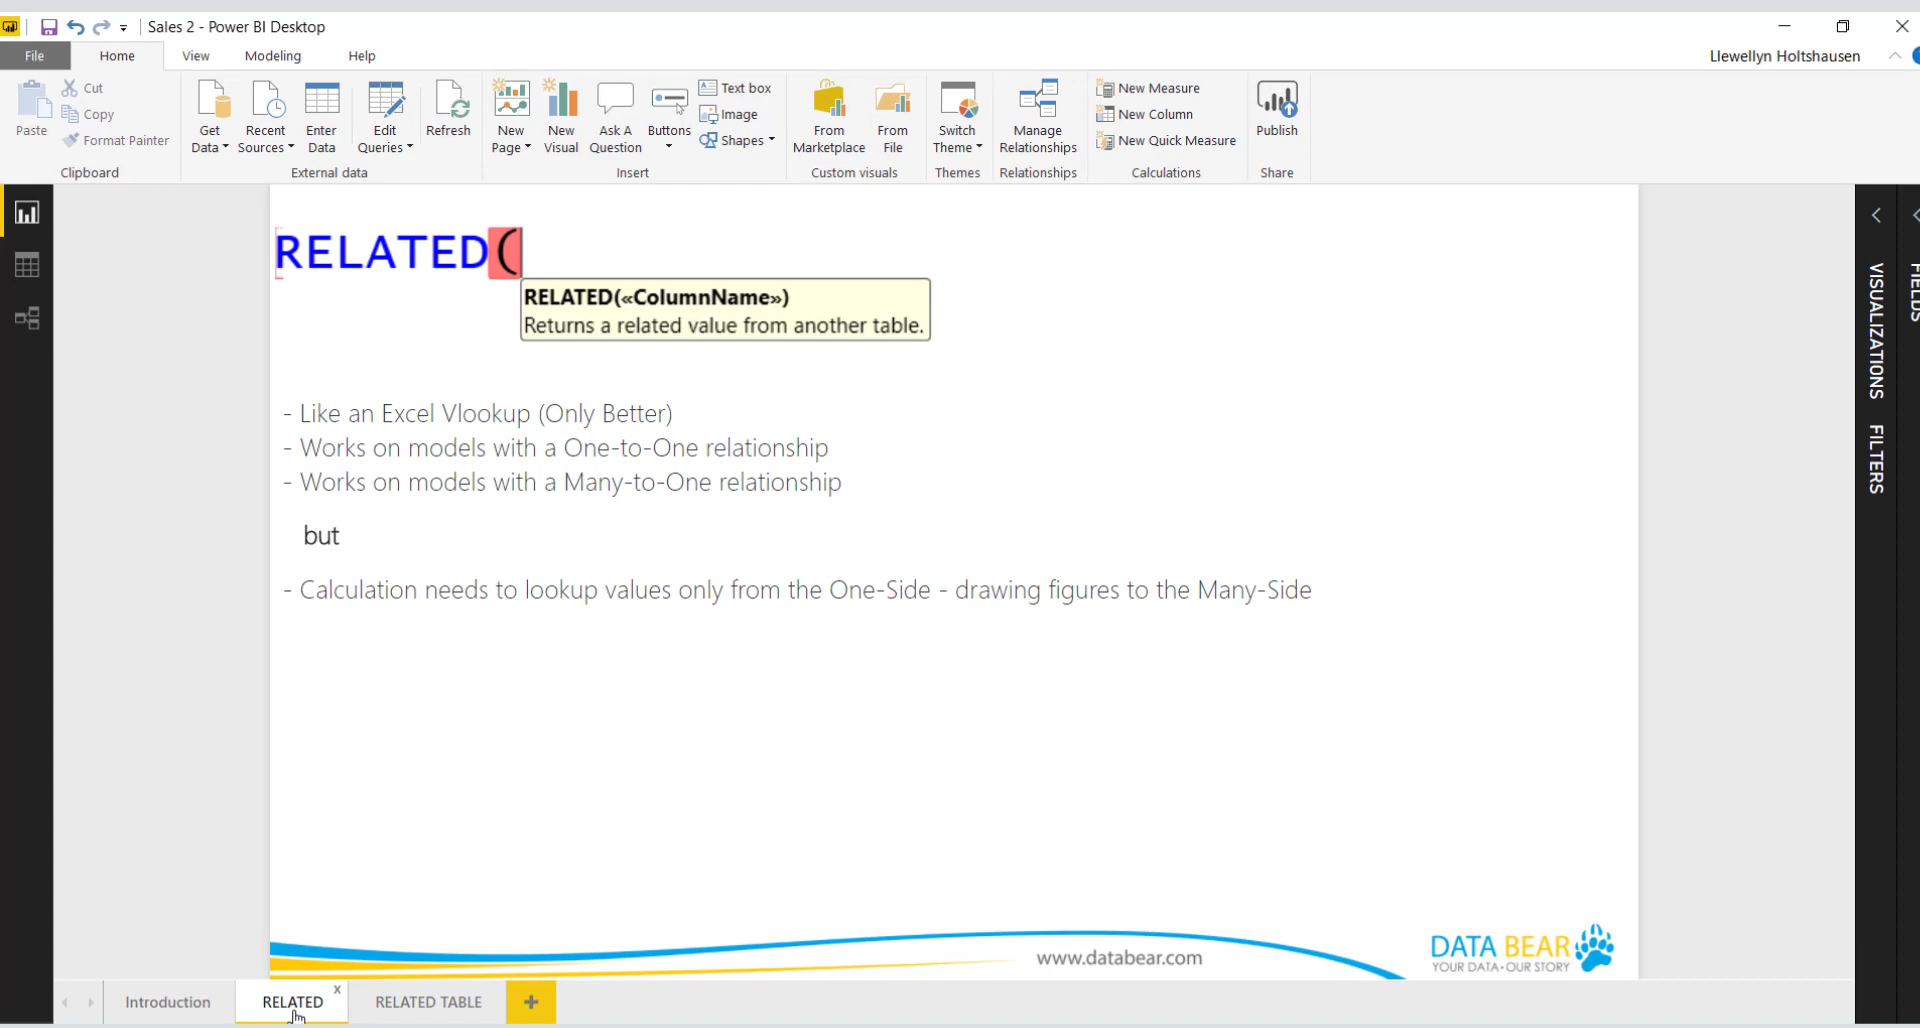 Sales 2 - Power BI Desktop
File Home View Modeling Help
Llewellyn Holtshausen
Paste
Cut
Copy
Format Painter
Clipboard
Get Data
Recent Sources
Enter Data
Edit Queries
Refresh
External data
New Page
New Visual
Ask A Question
Buttons
Text box
Image
Shapes
Insert
From Marketplace
From File
Custom visuals
Switch Theme
Themes
Manage Relationships
Relationships
New Measure
New Column
New Quick Measure
Calculations
Publish
Share
RELATED(
RELATED(«ColumnName»)
Returns a related value from another table.
- Like an Excel Vlookup (Only Better)
- Works on models with a One-to-One relationship
- Works on models with a Many-to-One relationship
but
- Calculation needs to lookup values only from the One-Side - drawing figures to the Many-Side
VISUALIZATIONS
FILTERS
FIELDS
www.databear.com
DATA BEAR
YOUR DATA • OUR STORY
Introduction
RELATED x
RELATED TABLE
+